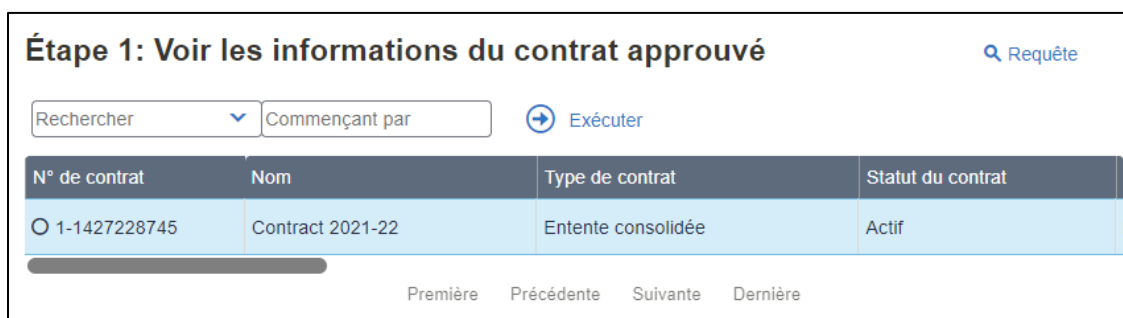 Étape 1: Voir les informations du contrat approuvé
Requête
Rechercher Commençant par Exécuter
N° de contrat Nom Type de contrat Statut du contrat
1-1427228745 Contract 2021-22 Entente consolidée Actif
Première Précédente Suivante Dernière